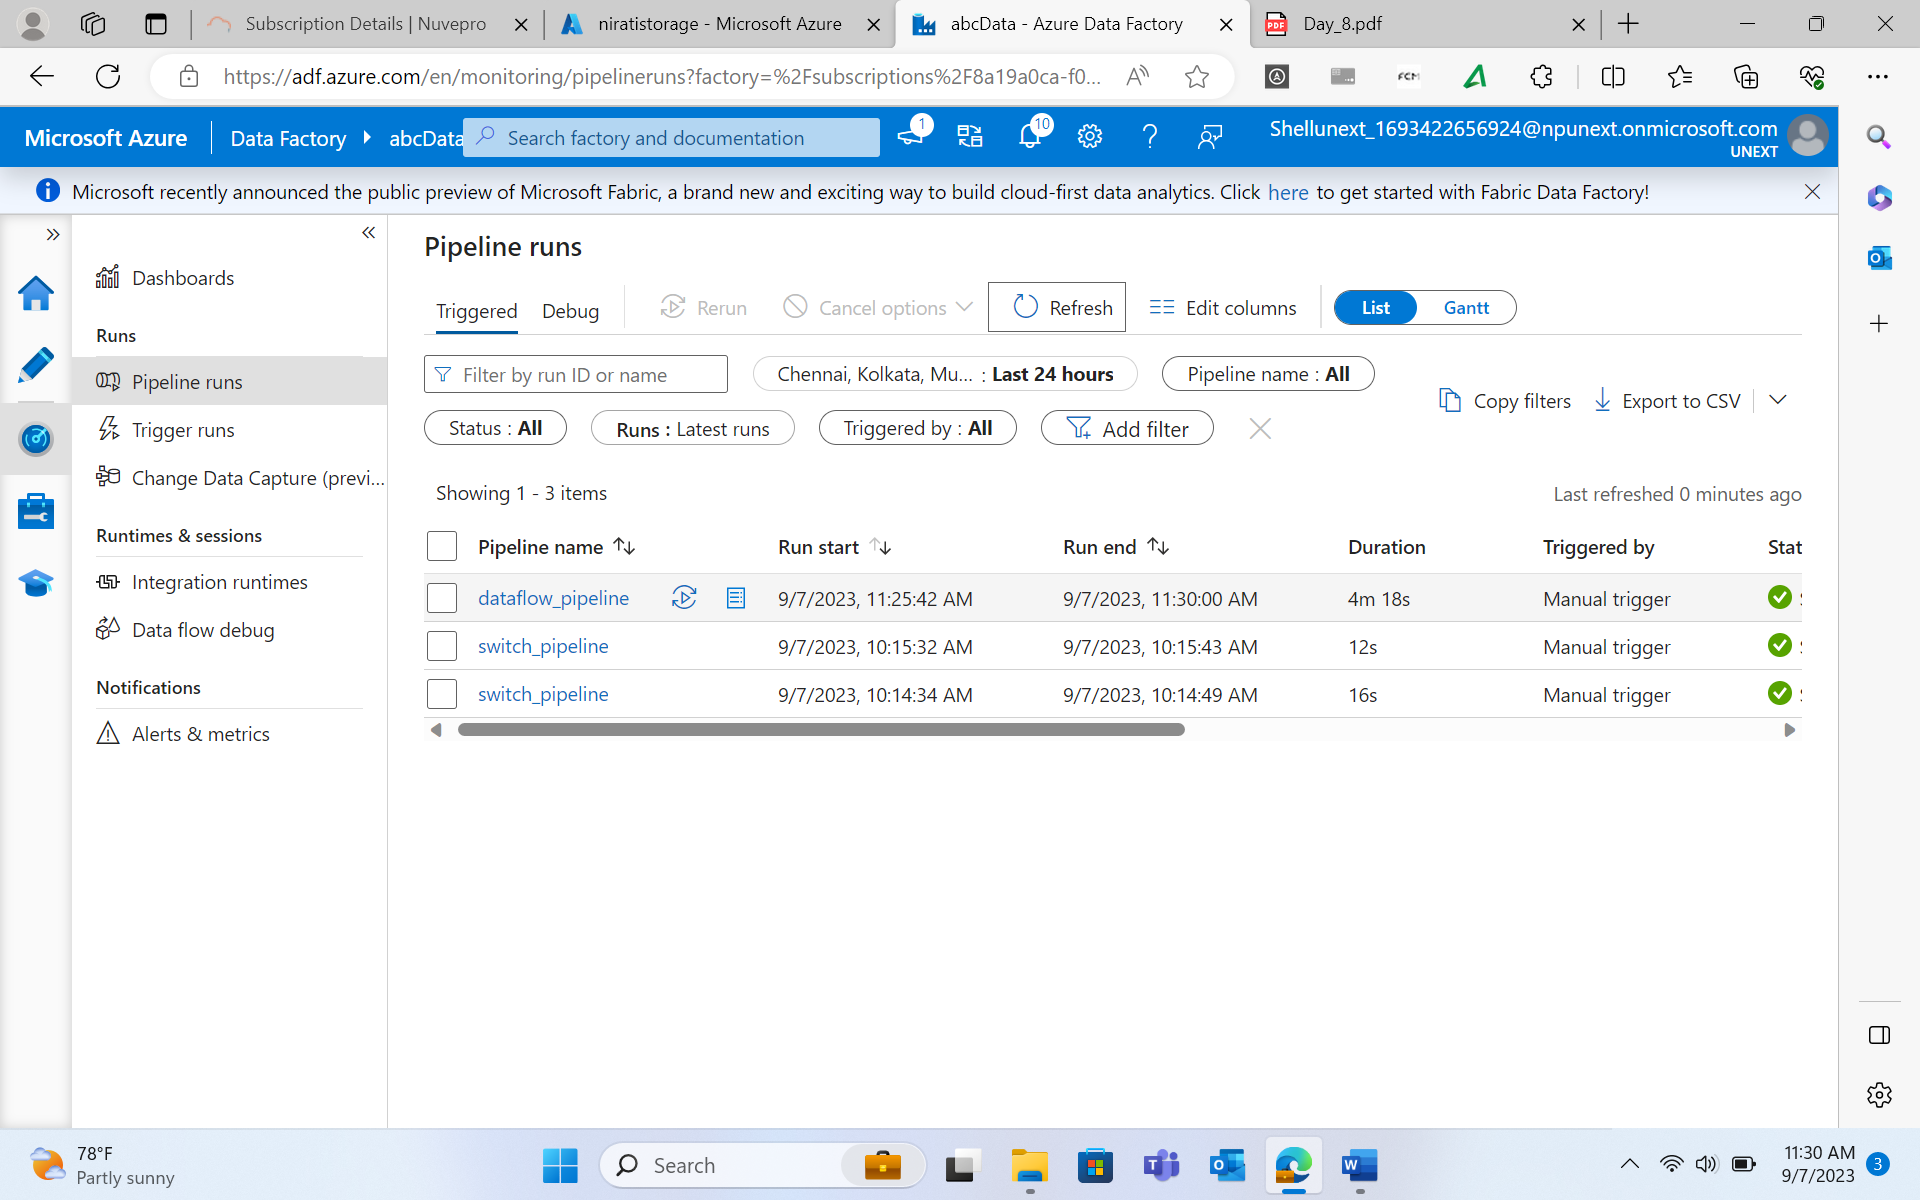 Subscription Details | Nuvepro
niratistorage - Microsoft Azure
abcData - Azure Data Factory
PDF
Day_8.pdf
https://adf.azure.com/en/monitoring/pipelineruns?factory=%2Fsubscriptions%2F8a19a0ca-f0...
FCM
Microsoft Azure
Data Factory
abcData
Search factory and documentation
1
10
Shellunext_1693422656924@npunext.onmicrosoft.com
UNEXT
Microsoft recently announced the public preview of Microsoft Fabric, a brand new and exciting way to build cloud-first data analytics. Click here to get started with Fabric Data Factory!
Dashboards
Runs
Pipeline runs
Trigger runs
Change Data Capture (previ...
Runtimes & sessions
Integration runtimes
Data flow debug
Notifications
Alerts & metrics
Pipeline runs
Triggered
Debug
Rerun
Cancel options
Refresh
Edit columns
List
Gantt
Filter by run ID or name
Chennai, Kolkata, Mu... : Last 24 hours
Pipeline name : All
Copy filters
Export to CSV
Status : All
Runs : Latest runs
Triggered by : All
Add filter
Showing 1 - 3 items
Last refreshed 0 minutes ago
Pipeline name
Run start
Run end
Duration
Triggered by
Stat
dataflow_pipeline
9/7/2023, 11:25:42 AM
9/7/2023, 11:30:00 AM
4m 18s
Manual trigger
switch_pipeline
9/7/2023, 10:15:32 AM
9/7/2023, 10:15:43 AM
12s
Manual trigger
switch_pipeline
9/7/2023, 10:14:34 AM
9/7/2023, 10:14:49 AM
16s
Manual trigger
78°F
Partly sunny
Search
11:30 AM
9/7/2023
3